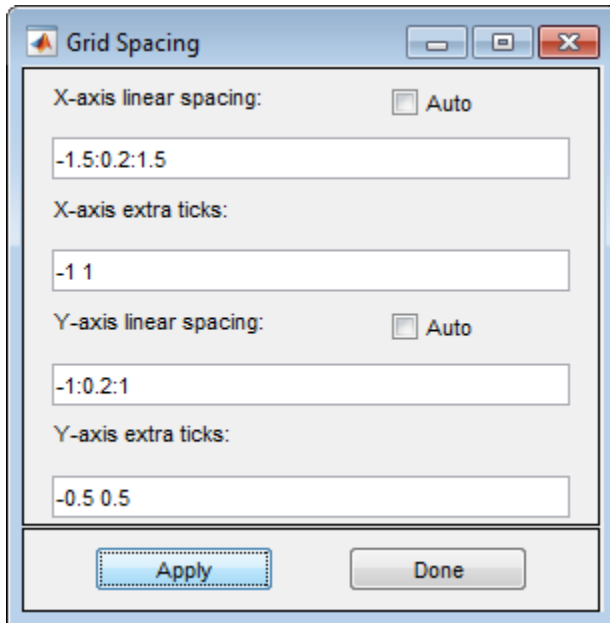 Grid Spacing
X-axis linear spacing: Auto
-1.5:0.2:1.5
X-axis extra ticks:
-1 1
Y-axis linear spacing: Auto
-1:0.2:1
Y-axis extra ticks:
-0.5 0.5
Apply Done